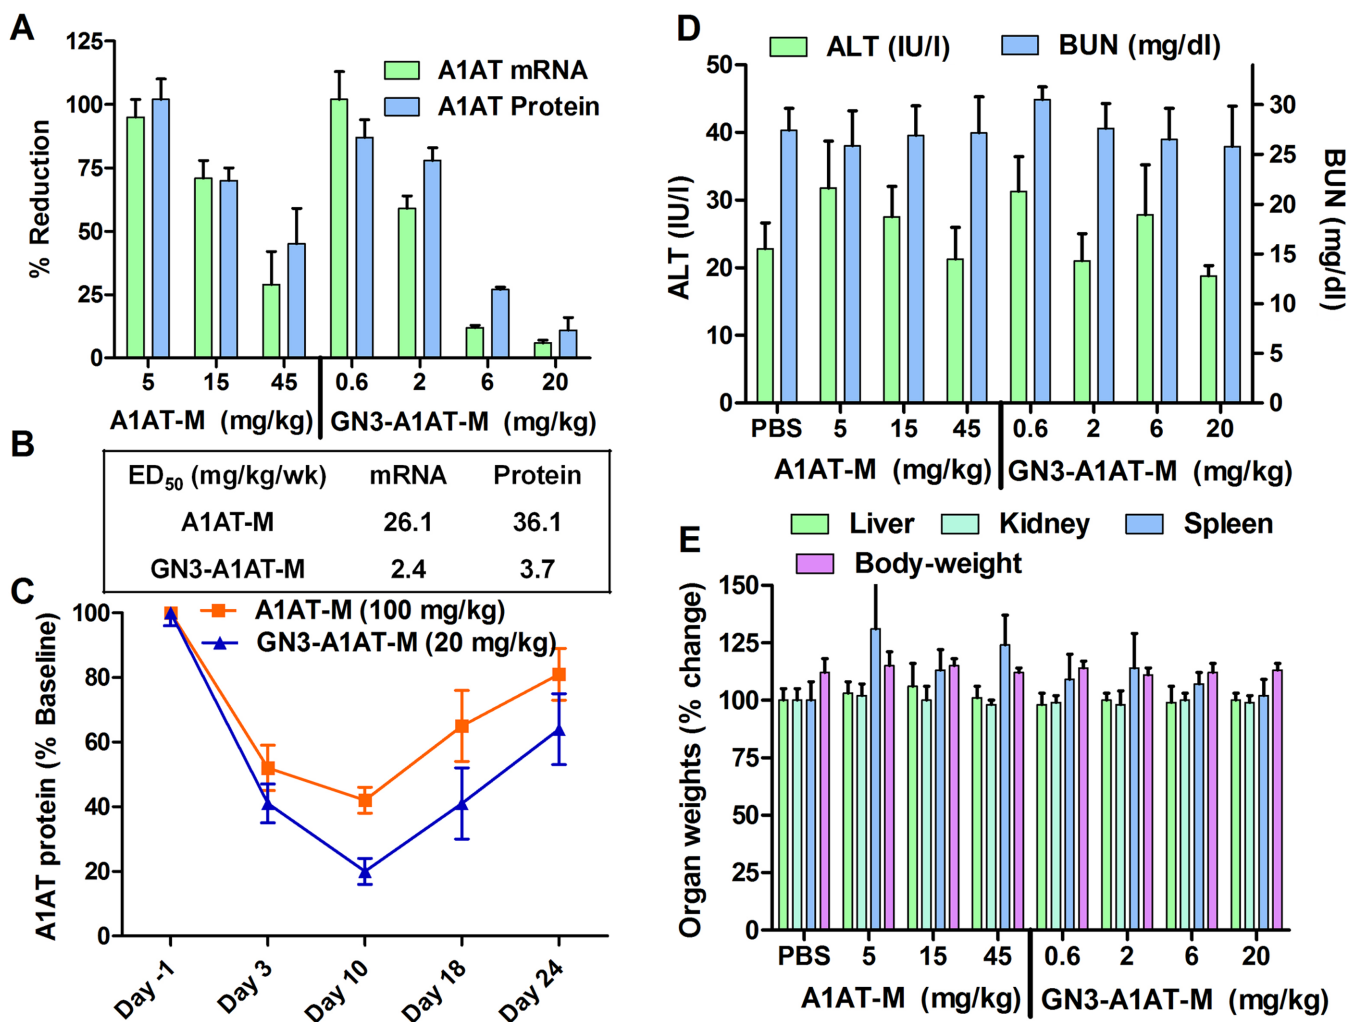 A
125
100
75
50
25
0
% Reduction
A1AT mRNA
A1AT Protein
5 15 45 0.6 2 6 20
A1AT-M (mg/kg) GN3-A1AT-M (mg/kg)
B
ED50 (mg/kg/wk) mRNA Protein
A1AT-M 26.1 36.1
GN3-A1AT-M 2.4 3.7
C
100
80
60
40
20
0
A1AT protein (% Baseline)
A1AT-M (100 mg/kg)
GN3-A1AT-M (20 mg/kg)
Day -1 Day 3 Day 10 Day 18 Day 24
D
ALT (IU/l) BUN (mg/dl)
50
40
30
20
10
0
ALT (IU/l)
30
25
20
15
10
5
0
BUN (mg/dl)
PBS 5 15 45 0.6 2 6 20
A1AT-M (mg/kg) GN3-A1AT-M (mg/kg)
E
Liver Kidney Spleen
Body-weight
150
125
100
75
50
25
0
Organ weights (% change)
PBS 5 15 45 0.6 2 6 20
A1AT-M (mg/kg) GN3-A1AT-M (mg/kg)